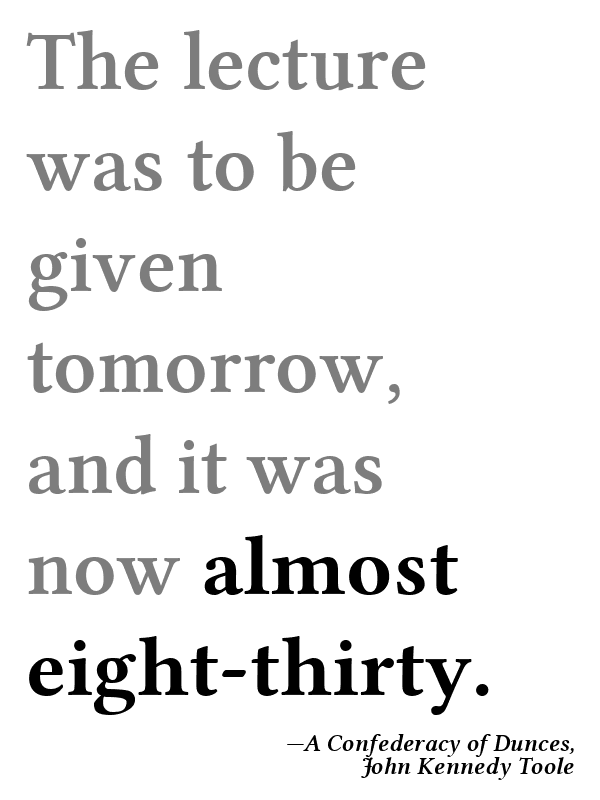 The lecture
was to be
given
tomorrow,
and it was
now almost
eight-thirty.
—A Confederacy of Dunces,
John Kennedy Toole